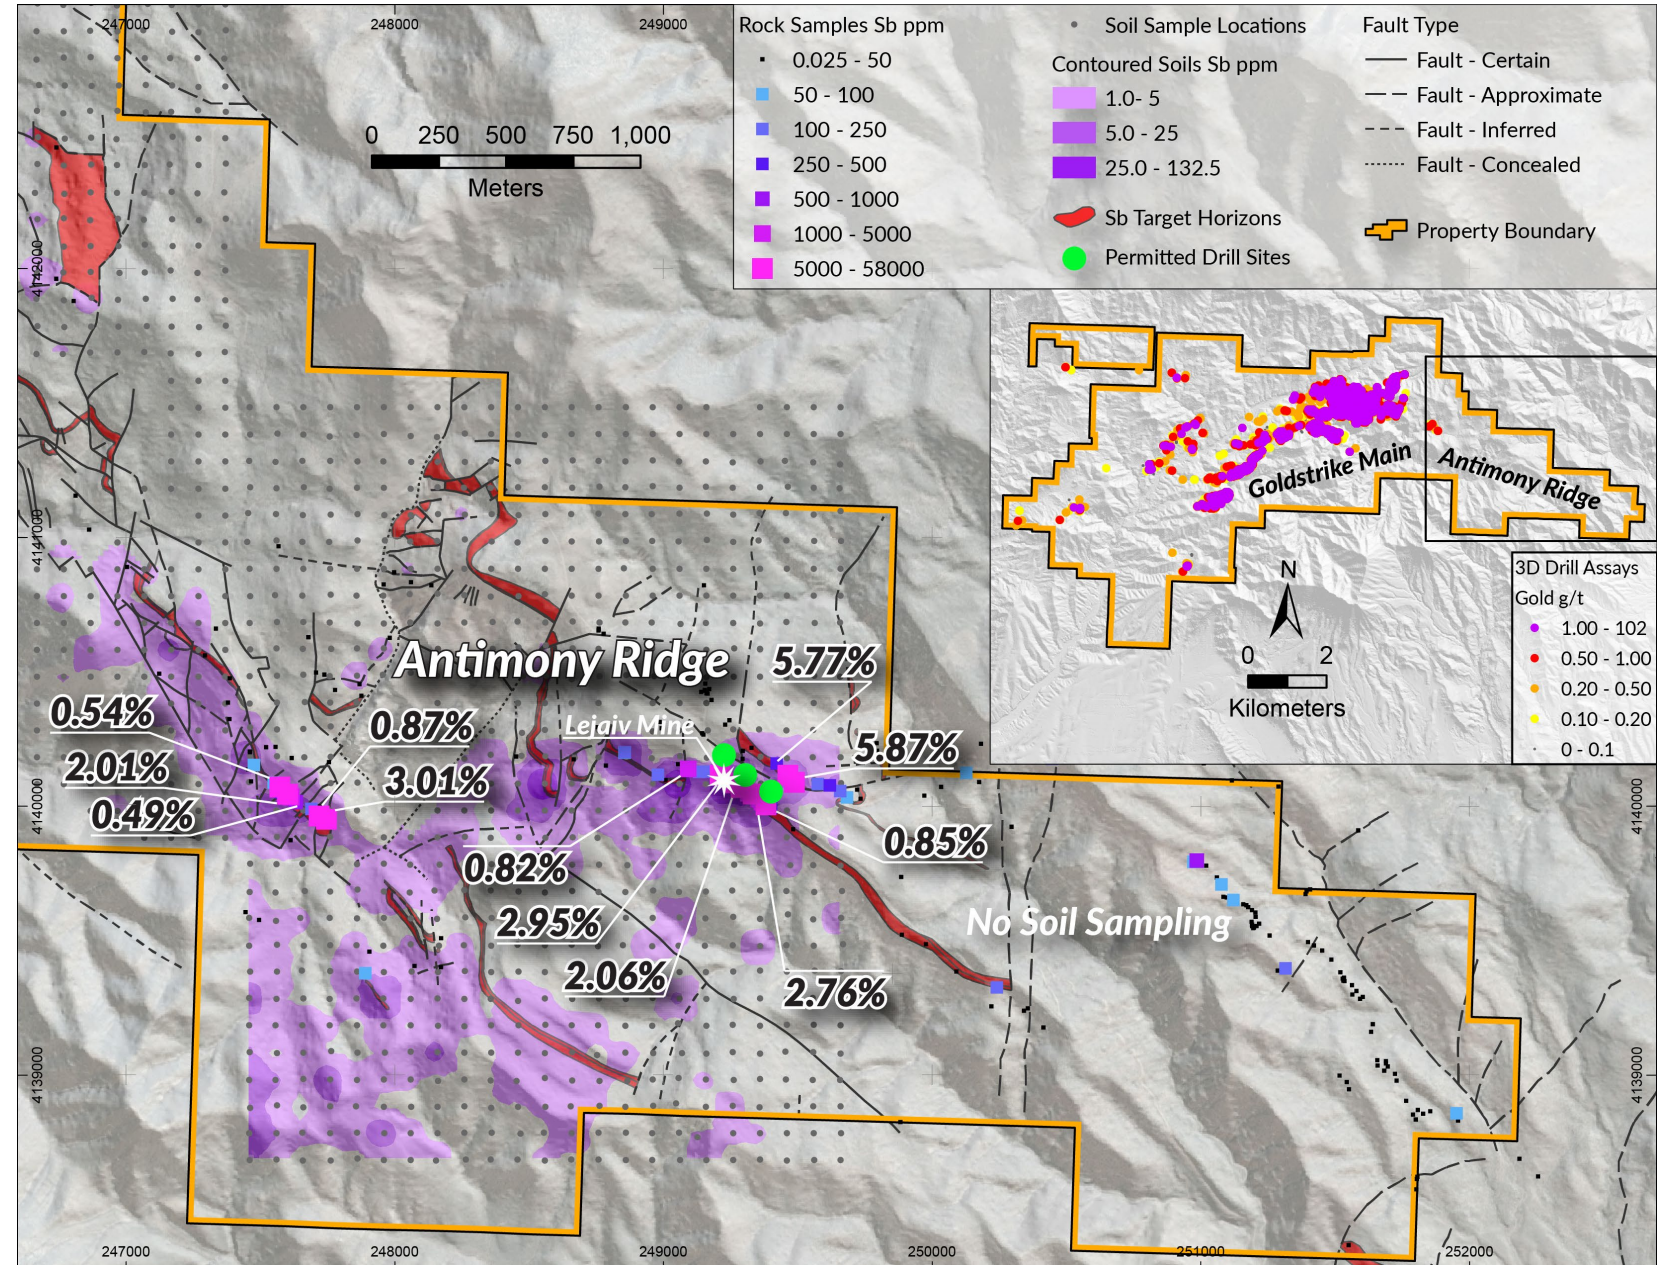 247000
248000
249000
Rock Samples Sb ppm
0.025 - 50
50 - 100
100 - 250
250 - 500
500 - 1000
1000 - 5000
5000 - 58000
Soil Sample Locations
Contoured Soils Sb ppm
1.0- 5
5.0 - 25
25.0 - 132.5
Sb Target Horizons
Permitted Drill Sites
Fault Type
Fault - Certain
Fault - Approximate
Fault - Inferred
Fault - Concealed
Property Boundary
0 250 500 750 1,000
Meters
4142000
4141000
4140000
4139000
Goldstrike Main
Antimony Ridge
N
0 2
Kilometers
3D Drill Assays
Gold g/t
1.00 - 102
0.50 - 1.00
0.20 - 0.50
0.10 - 0.20
0 - 0.1
Antimony Ridge
5.77%
0.54%
0.87%
Lejaiv Mine
5.87%
2.01%
3.01%
0.49%
0.82%
0.85%
2.95%
No Soil Sampling
2.06%
2.76%
4140000
4139000
247000
248000
249000
250000
251000
252000